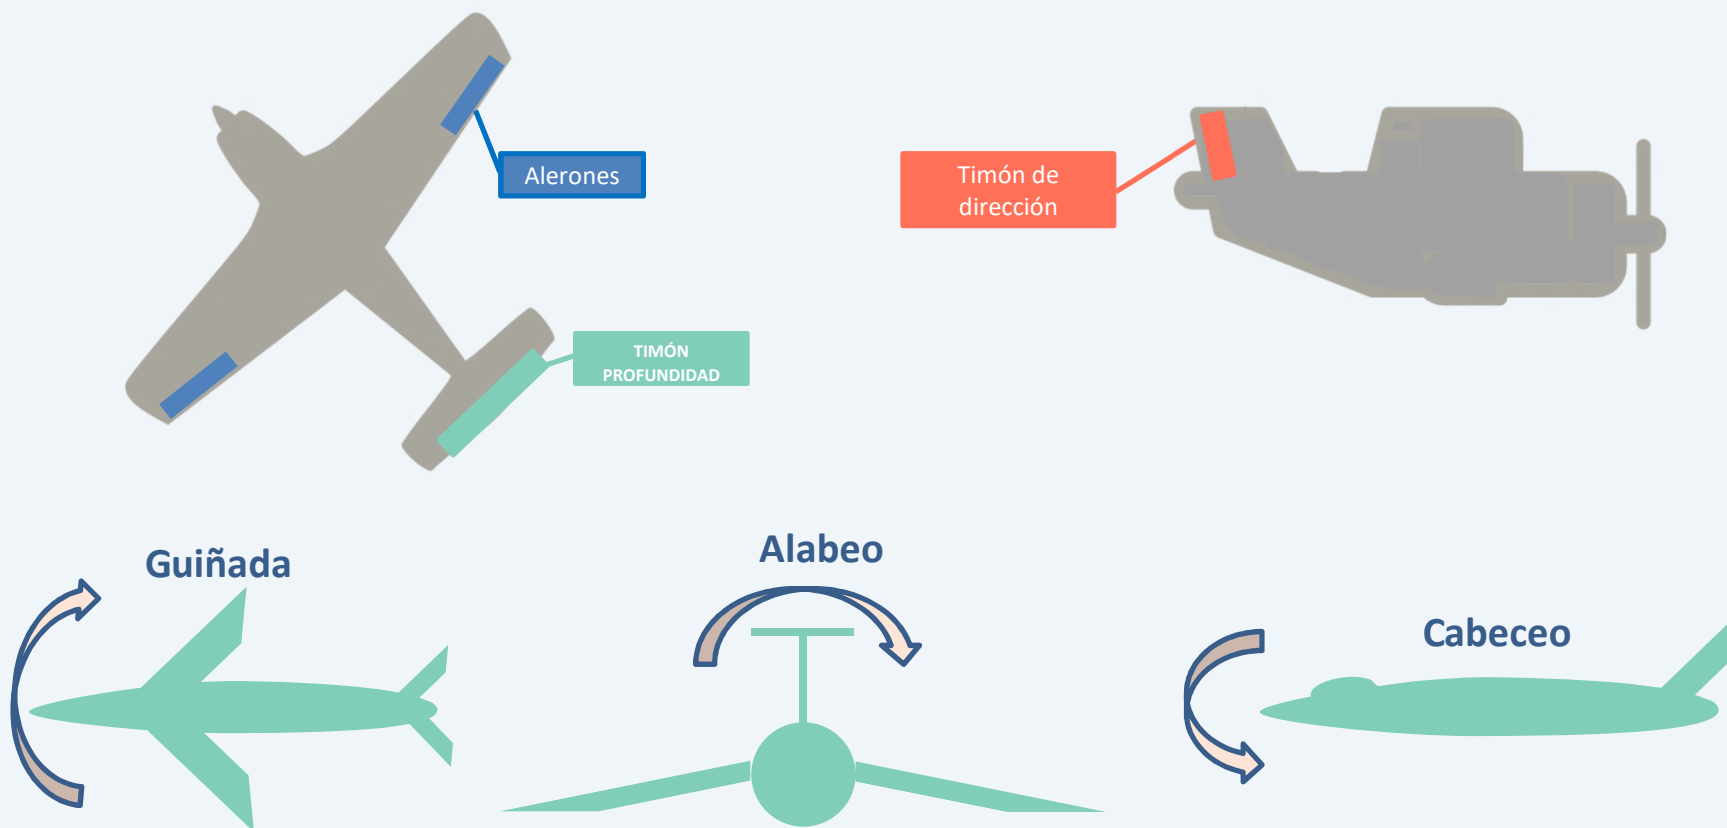 Alerones
Timón de
dirección
TIMÓN
PROFUNDIDAD
Guiñada
Alabeo
Cabeceo